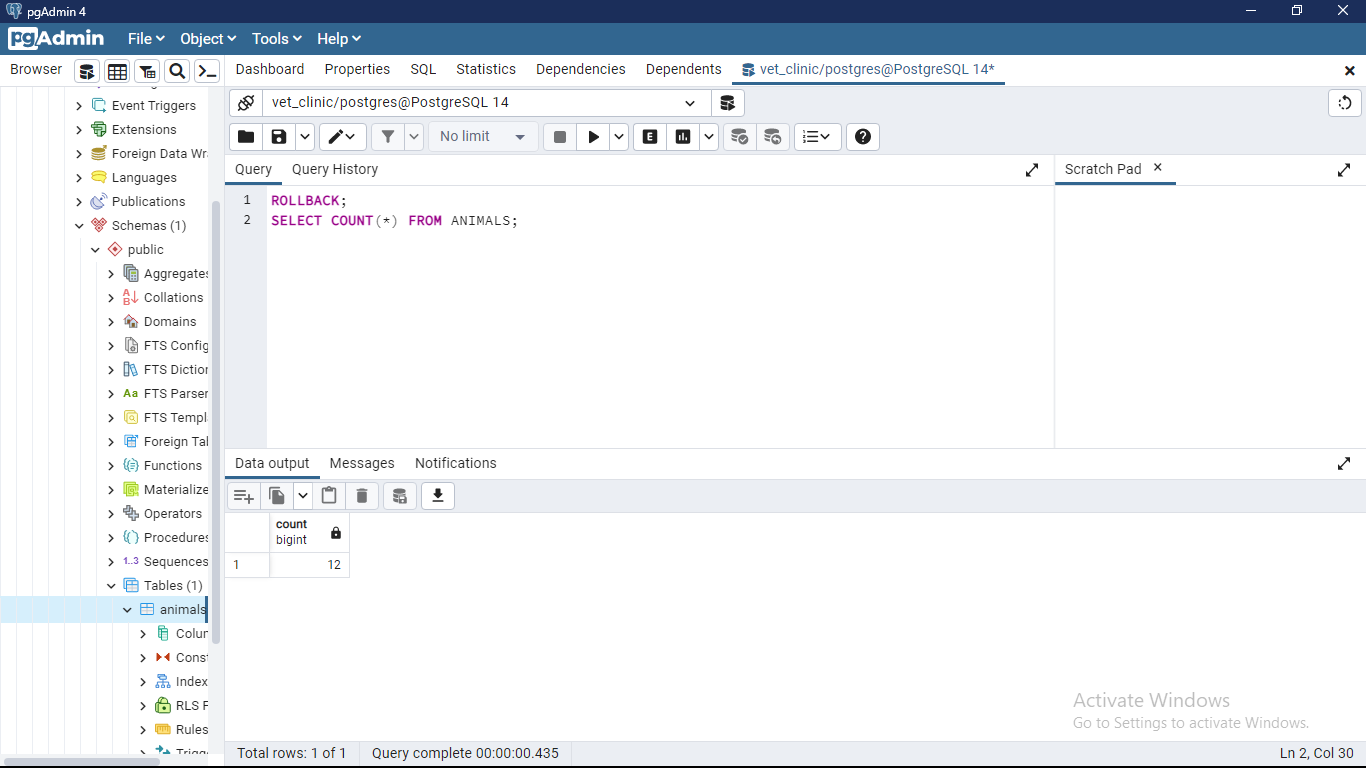 pgAdmin 4
pgAdmin File Object Tools Help
Browser Dashboard Properties SQL Statistics Dependencies Dependents vet_clinic/postgres@PostgreSQL 14*
vet_clinic/postgres@PostgreSQL 14
No limit
Query Query History Scratch Pad
1 ROLLBACK;
2 SELECT COUNT(*) FROM ANIMALS;
Event Triggers
Extensions
Foreign Data Wr
Languages
Publications
Schemas (1)
public
Aggregates
Collations
Domains
FTS Config
FTS Diction
FTS Parser
FTS Templ
Foreign Tal
Functions
Materialize
Operators
Procedures
1..3 Sequences
Tables (1)
animals
Colur
Const
Index
RLS F
Rules
Data output Messages Notifications
count
bigint
1 12
Activate Windows
Go to Settings to activate Windows.
Total rows: 1 of 1 Query complete 00:00:00.435 Ln 2, Col 30